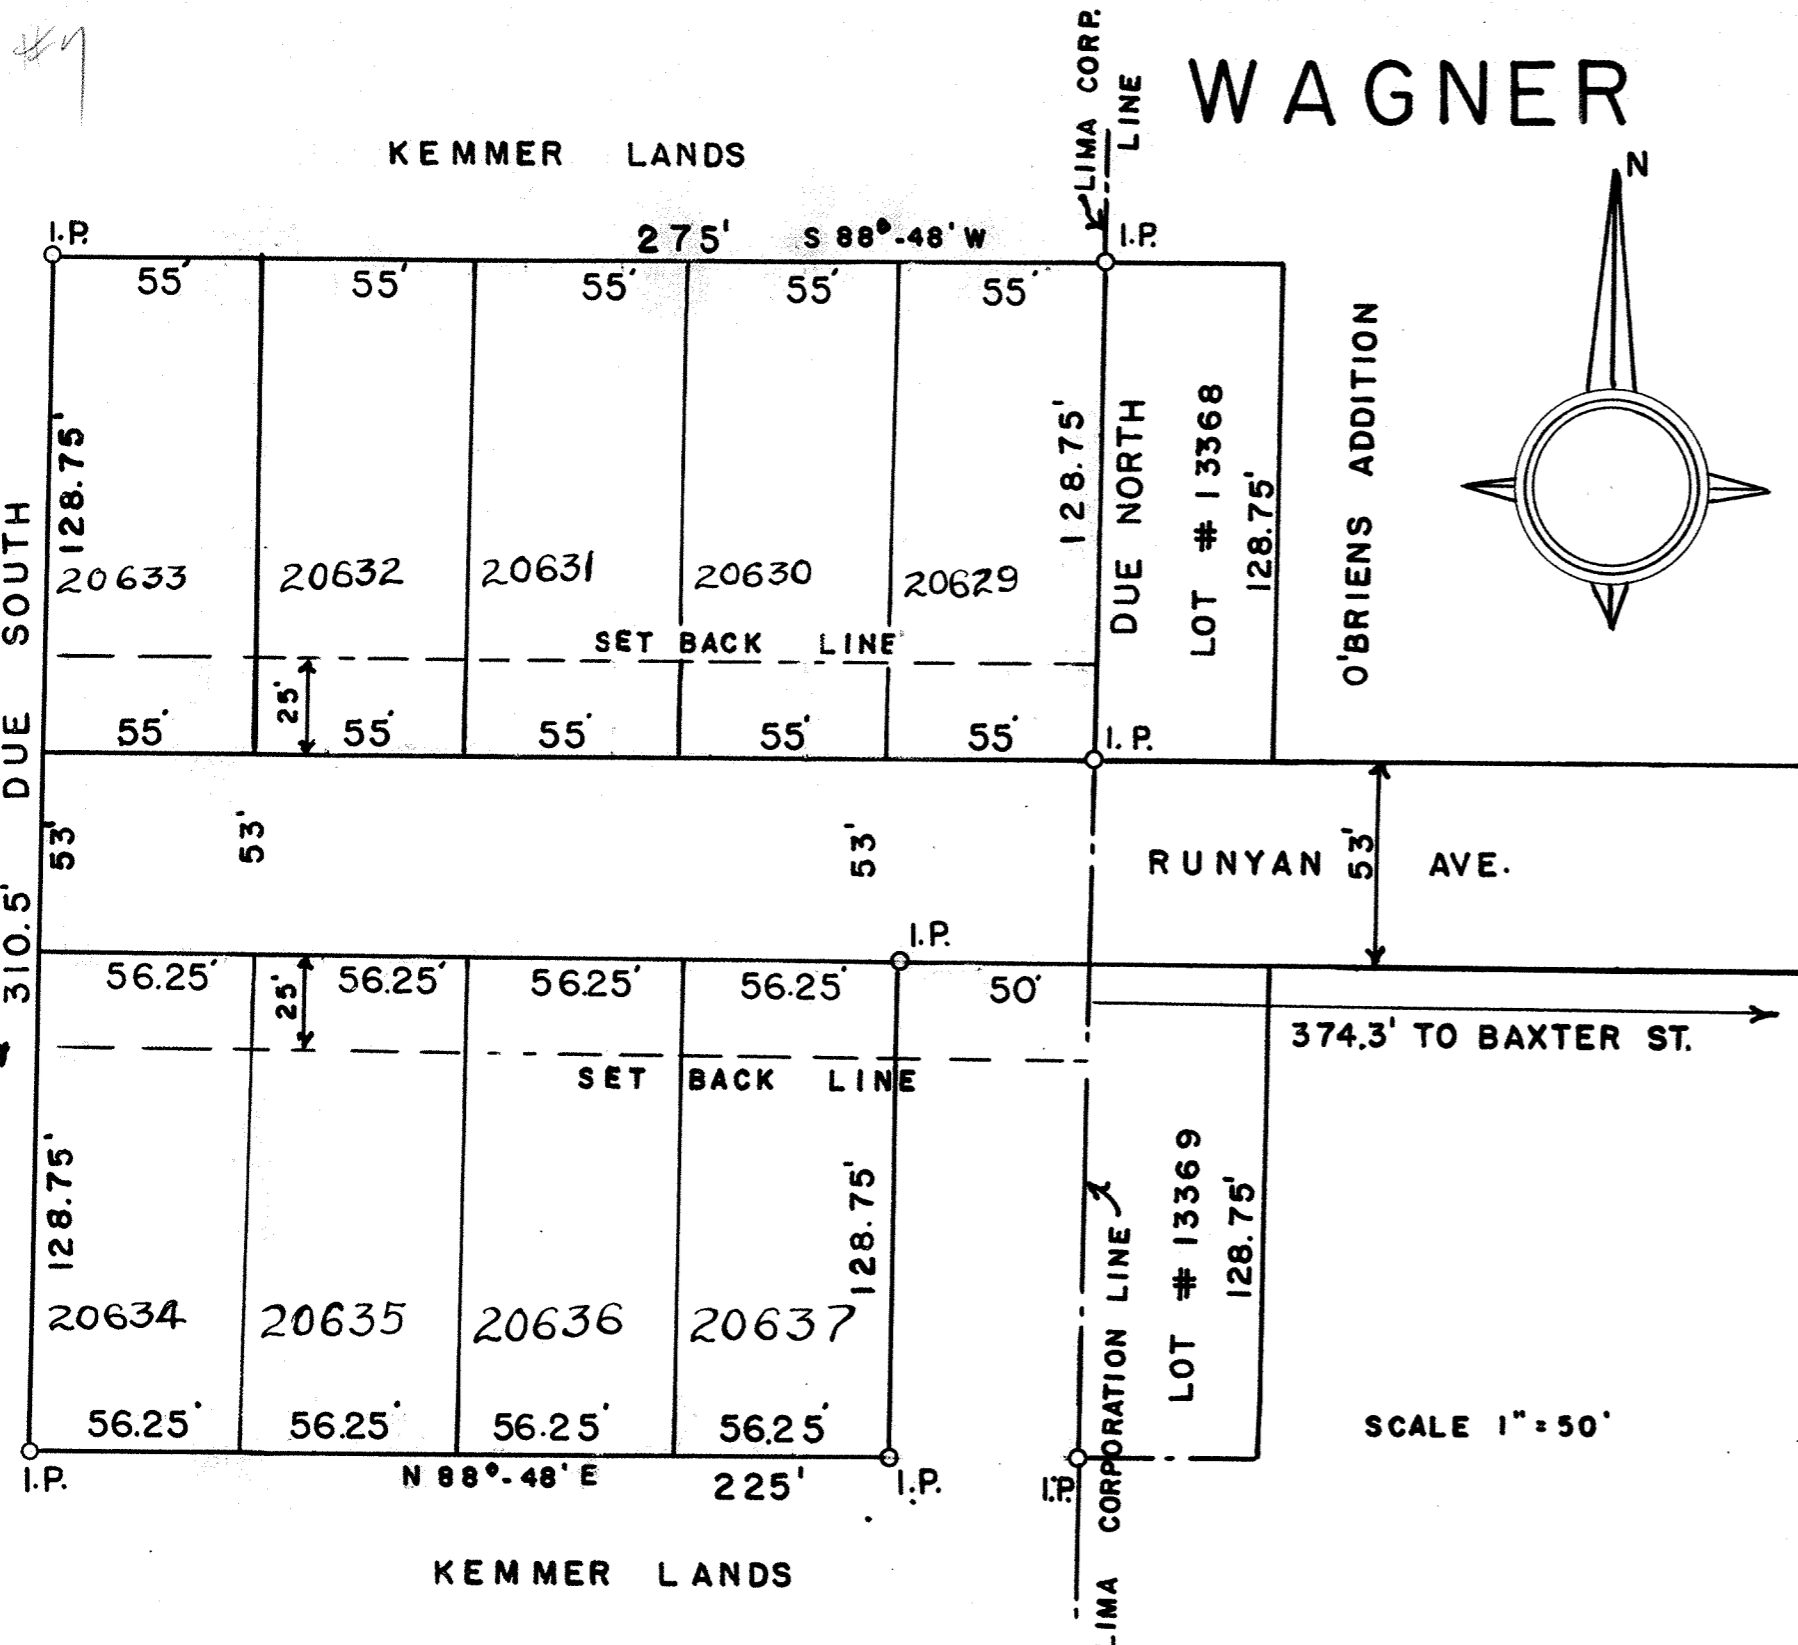 #7
WAGNER
LIMA CORP.
LINE
N
KEMMER LANDS
I.P.
275'
S 88°-48' W
I.P.
55' 55' 55' 55' 55'
128.75'
128.75'
DUE NORTH
LOT # 13368
128.75'
O'BRIENS ADDITION
20633 20632 20631 20630 20629
SET BACK LINE
25'
55' 55' 55' 55' 55'
I.P.
310.5' DUE SOUTH
53' 53' 53'
RUNYAN 53' AVE.
I.P.
56.25' 56.25' 56.25' 56.25' 50'
25'
374.3' TO BAXTER ST.
SET BACK LINE
128.75'
128.75'
LIMA CORPORATION LINE
LOT # 13369
128.75'
20634 20635 20636 20637
56.25' 56.25' 56.25' 56.25'
SCALE 1"=50'
I.P.
N 88°-48' E
225'
I.P.
I.P.
KEMMER LANDS